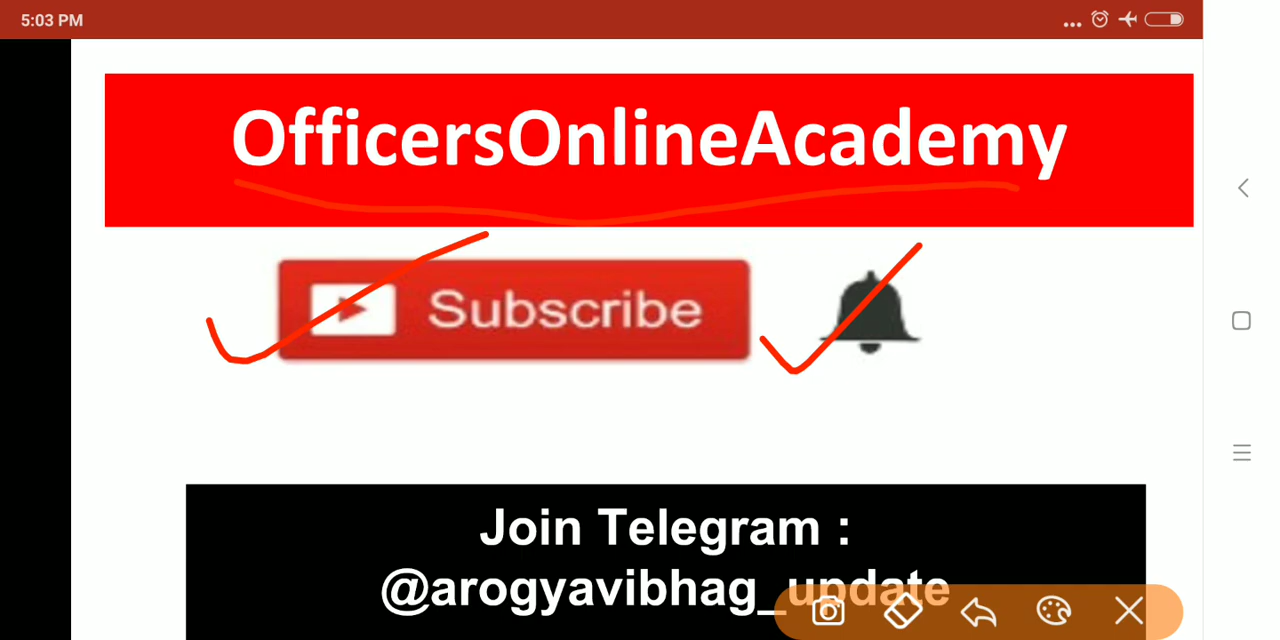 5:03 PM
OfficersOnlineAcademy
Subscribe
Join Telegram :
@arogyavibhag_update